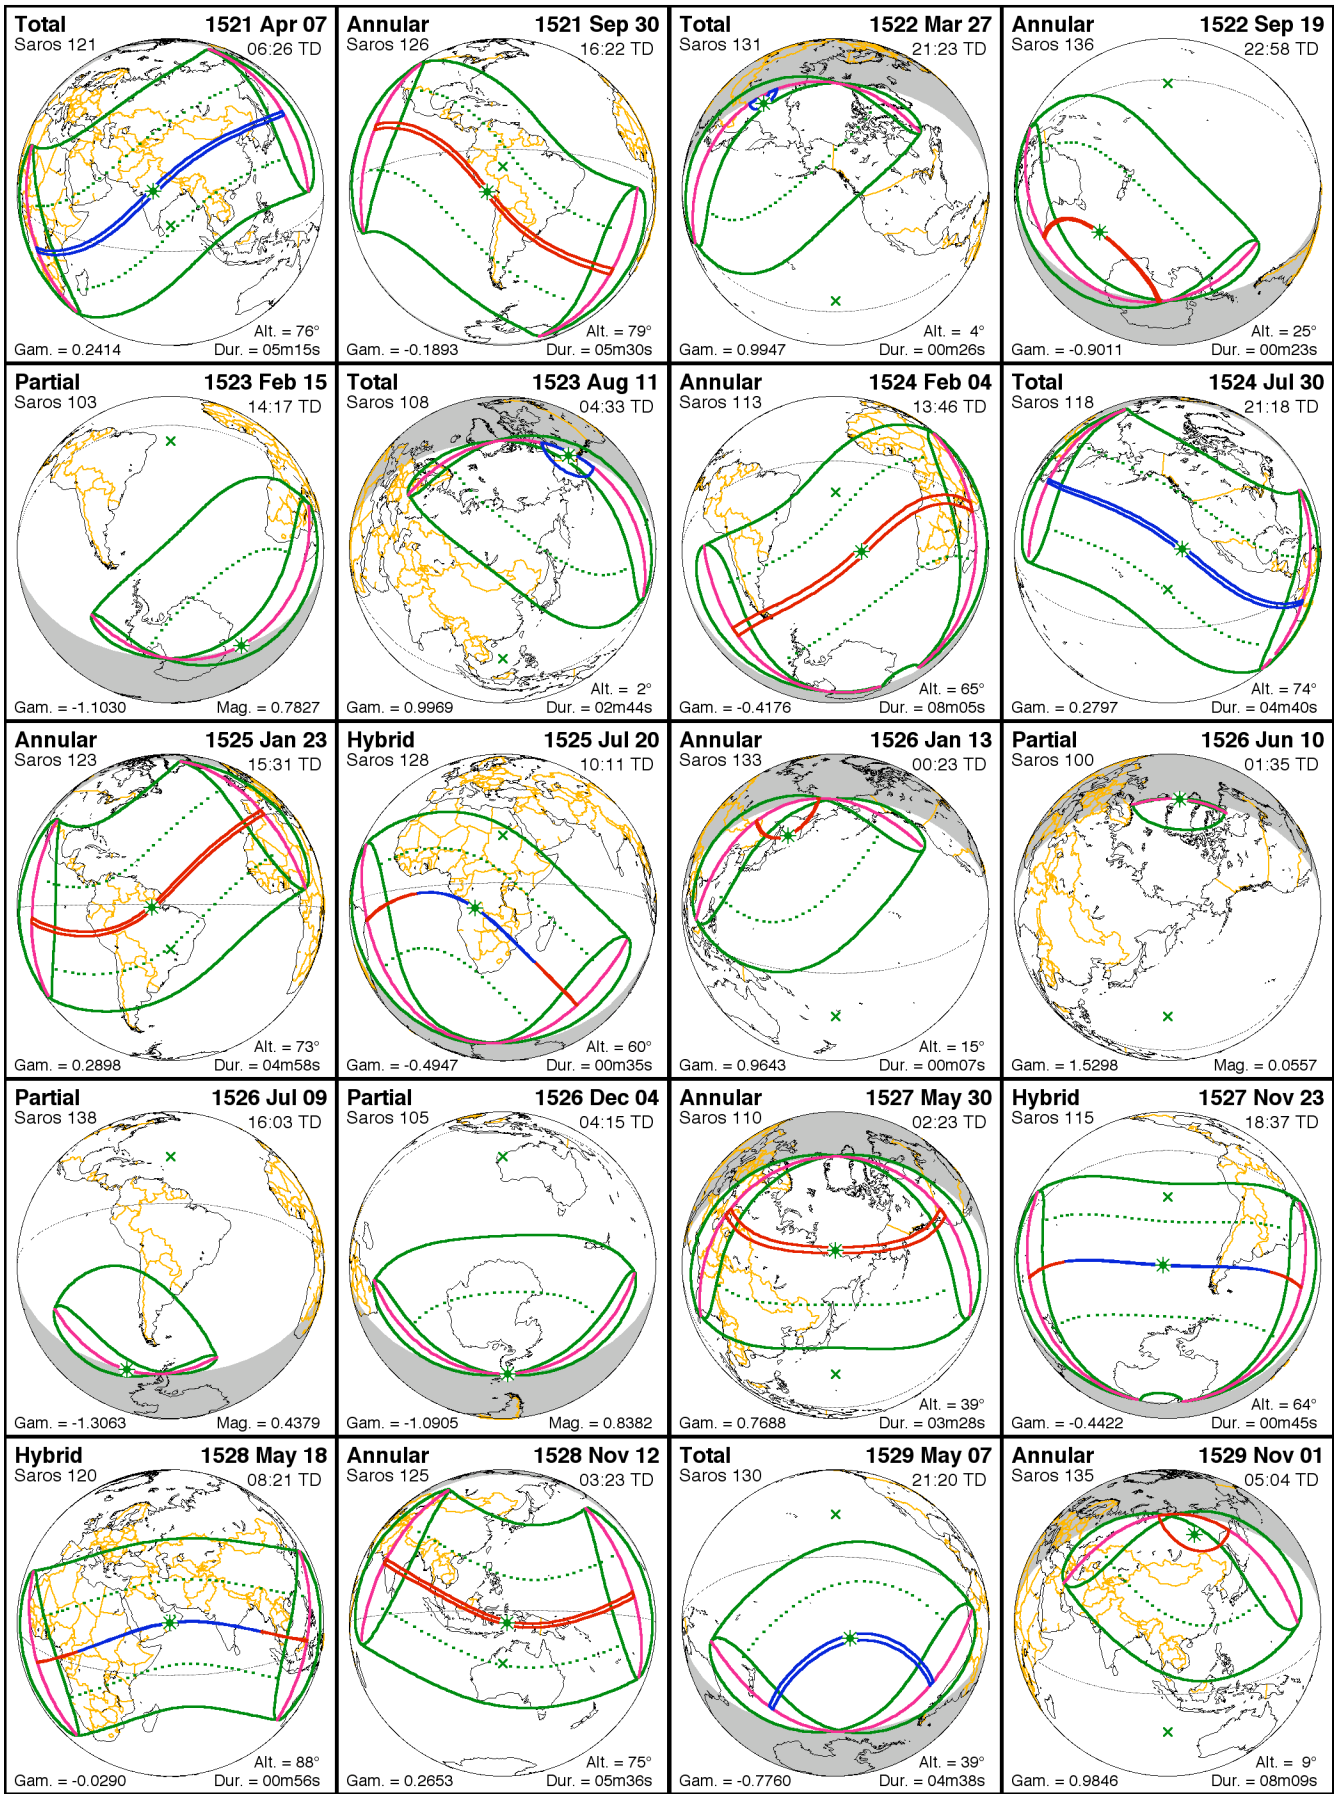 Total 1521 Apr 07
Saros 121 06:26 TD
Alt. = 76°
Gam. = 0.2414 Dur. = 05m15s
Annular 1521 Sep 30
Saros 126 16:22 TD
Alt. = 79°
Gam. = -0.1893 Dur. = 05m30s
Total 1522 Mar 27
Saros 131 21:23 TD
Alt. = 4°
Gam. = 0.9947 Dur. = 00m26s
Annular 1522 Sep 19
Saros 136 22:58 TD
Alt. = 25°
Gam. = -0.9011 Dur. = 00m23s
Partial 1523 Feb 15
Saros 103 14:17 TD
Gam. = -1.1030 Mag. = 0.7827
Total 1523 Aug 11
Saros 108 04:33 TD
Alt. = 2°
Gam. = 0.9969 Dur. = 02m44s
Annular 1524 Feb 04
Saros 113 13:46 TD
Alt. = 65°
Gam. = -0.4176 Dur. = 08m05s
Total 1524 Jul 30
Saros 118 21:18 TD
Alt. = 74°
Gam. = 0.2797 Dur. = 04m40s
Annular 1525 Jan 23
Saros 123 15:31 TD
Alt. = 73°
Gam. = 0.2898 Dur. = 04m58s
Hybrid 1525 Jul 20
Saros 128 10:11 TD
Alt. = 60°
Gam. = -0.4947 Dur. = 00m35s
Annular 1526 Jan 13
Saros 133 00:23 TD
Alt. = 15°
Gam. = 0.9643 Dur. = 00m07s
Partial 1526 Jun 10
Saros 100 01:35 TD
Gam. = 1.5298 Mag. = 0.0557
Partial 1526 Jul 09
Saros 138 16:03 TD
Gam. = -1.3063 Mag. = 0.4379
Partial 1526 Dec 04
Saros 105 04:15 TD
Gam. = -1.0905 Mag. = 0.8382
Annular 1527 May 30
Saros 110 02:23 TD
Alt. = 39°
Gam. = 0.7688 Dur. = 03m28s
Hybrid 1527 Nov 23
Saros 115 18:37 TD
Alt. = 64°
Gam. = -0.4422 Dur. = 00m45s
Hybrid 1528 May 18
Saros 120 08:21 TD
Alt. = 88°
Gam. = -0.0290 Dur. = 00m56s
Annular 1528 Nov 12
Saros 125 03:23 TD
Alt. = 75°
Gam. = 0.2653 Dur. = 05m36s
Total 1529 May 07
Saros 130 21:20 TD
Alt. = 39°
Gam. = -0.7760 Dur. = 04m38s
Annular 1529 Nov 01
Saros 135 05:04 TD
Alt. = 9°
Gam. = 0.9846 Dur. = 08m09s